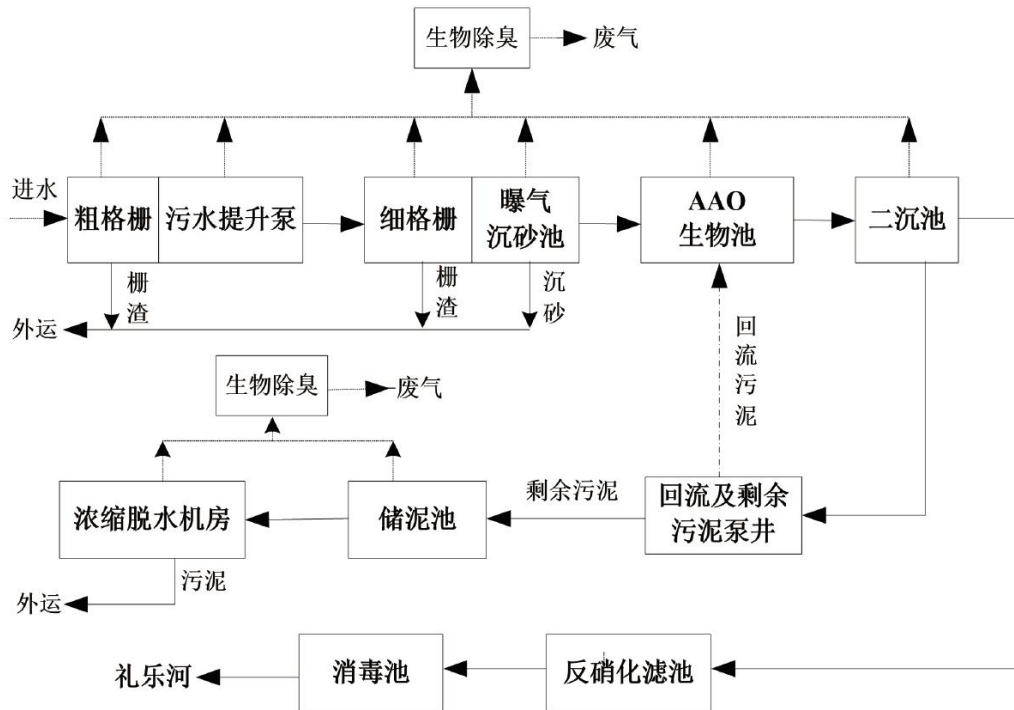 生物除臭
废气
进水
粗格栅
污水提升泵
细格栅
曝气
沉砂池
AAO
生物池
二沉池
栅渣
栅渣
沉砂
外运
回流污泥
生物除臭
废气
浓缩脱水机房
储泥池
剩余污泥
回流及剩余
污泥泵井
污泥
外运
礼乐河
消毒池
反硝化滤池